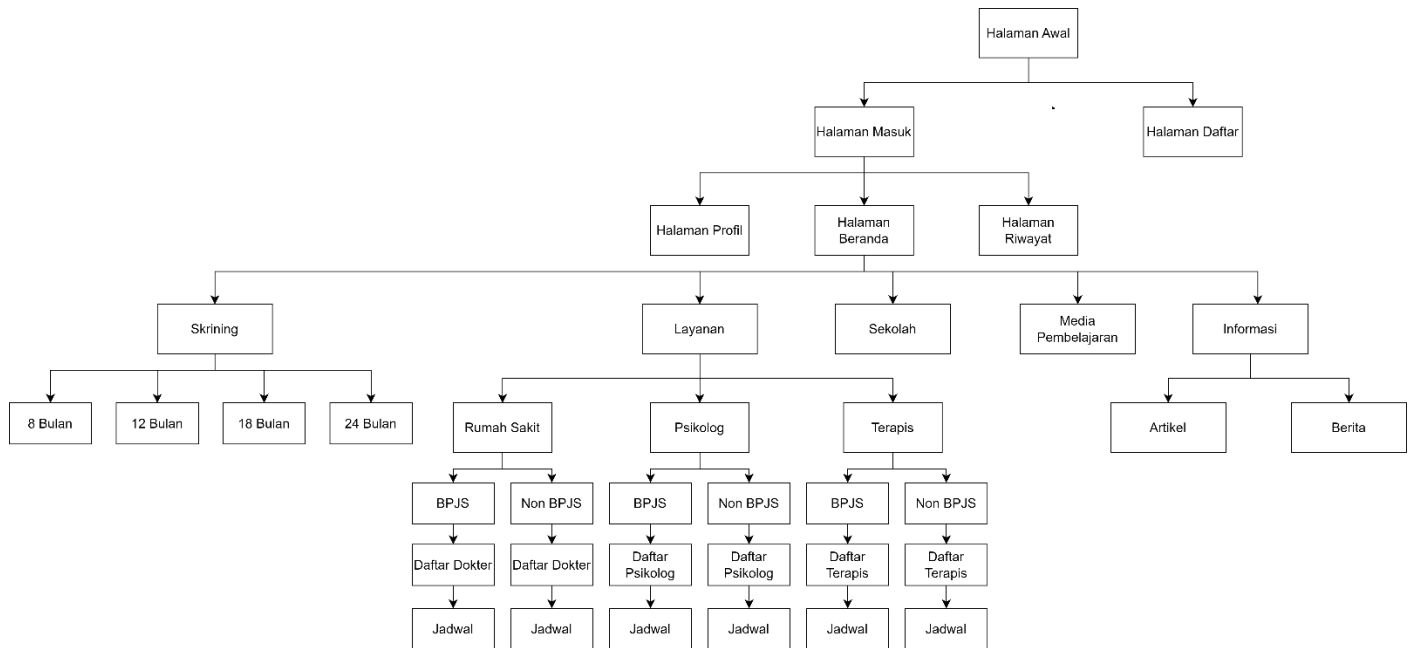 Halaman Awal
Halaman Masuk
Halaman Daftar
Halaman Profil
Halaman
Beranda
Halaman
Riwayat
Skrining
Layanan
Sekolah
Media
Pembelajaran
Informasi
8 Bulan
12 Bulan
18 Bulan
24 Bulan
Rumah Sakit
Psikolog
Terapis
Artikel
Berita
BPJS
Non BPJS
BPJS
Non BPJS
BPJS
Non BPJS
Daftar Dokter
Daftar Dokter
Daftar
Psikolog
Daftar
Psikolog
Daftar
Terapis
Daftar
Terapis
Jadwal
Jadwal
Jadwal
Jadwal
Jadwal
Jadwal